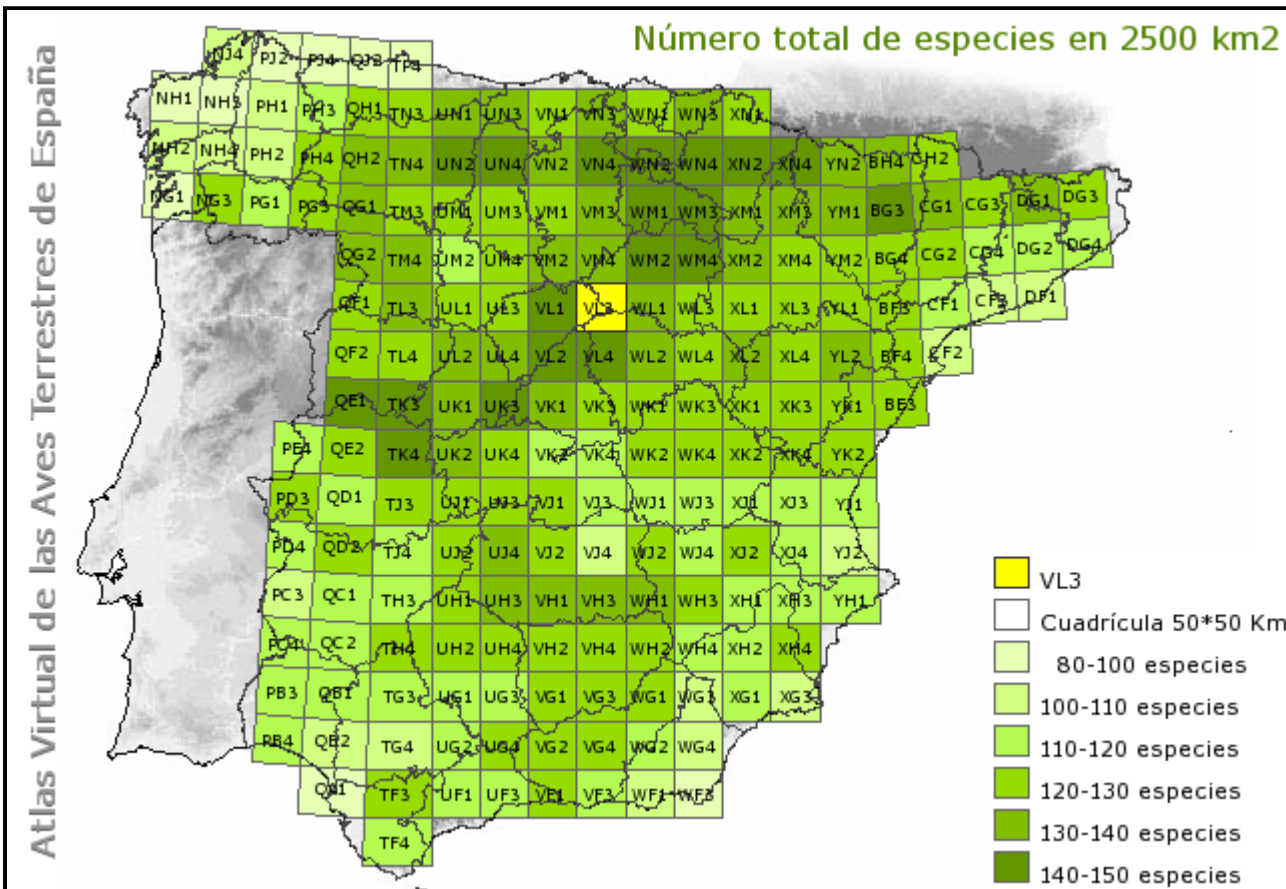 Número total de especies en 2500 km2
Atlas Virtual de las Aves Terrestres de España
NJ4 PJ2 PJ4 QJ2 TP4
NH1 NH3 PH1 PH3 QH1 TN3 UN1 UN3 VN1 VN3 WN1 WN3 XN1
NH2 NH4 PH2 PH4 QH2 TN4 UN2 UN4 VN2 VN4 WN2 WN4 XN2 XN4 YN2 BH4 CH2
NG1 NG3 PG1 PG3 QG1 TM3 UM1 UM3 VM1 VM3 WM1 WM3 XM1 XM3 YM1 BG3 CG1 CG3 DG1 DG3
QG2 TM4 UM2 UM4 VM2 VN4 WM2 WM4 XM2 XM4 YM2 BG4 CG2 CG4 DG2 DG4
QF1 TL3 UL1 UL3 VL1 VL3 WL1 WL3 XL1 XL3 YL1 BF3 CF1 CF3 DF1
QF2 TL4 UL2 UL4 VL2 VL4 WL2 WL4 XL2 XL4 YL2 BF4 CF2
QE1 TK3 UK1 UK3 VK1 VK3 WK1 WK3 XK1 XK3 YK1 BE3
PE4 QE2 TK4 UK2 UK4 VK2 VK4 WK2 WK4 XK2 XK4 YK2
PD3 QD1 TJ3 UJ1 UJ3 VJ1 VJ3 WJ1 WJ3 XJ1 XJ3 YJ1
PD4 QD2 TJ4 UJ2 UJ4 VJ2 VJ4 WJ2 WJ4 XJ2 XJ4 YJ2
PC3 QC1 TH3 UH1 UH3 VH1 VH3 WH1 WH3 XH1 XH3 YH1
PC4 QC2 TH4 UH2 UH4 VH2 VH4 WH2 WH4 XH2 XH4
PB3 QB1 TG3 UG1 UG3 VG1 VG3 WG1 WG3 XG1 XG3
PB4 QB2 TG4 UG2 UG4 VG2 VG4 WG2 WG4
QA1 TF3 UF1 UF3 VF1 VF3 WF1 WF3
TF4
VL3
Cuadrícula 50*50 Km
80-100 especies
100-110 especies
110-120 especies
120-130 especies
130-140 especies
140-150 especies